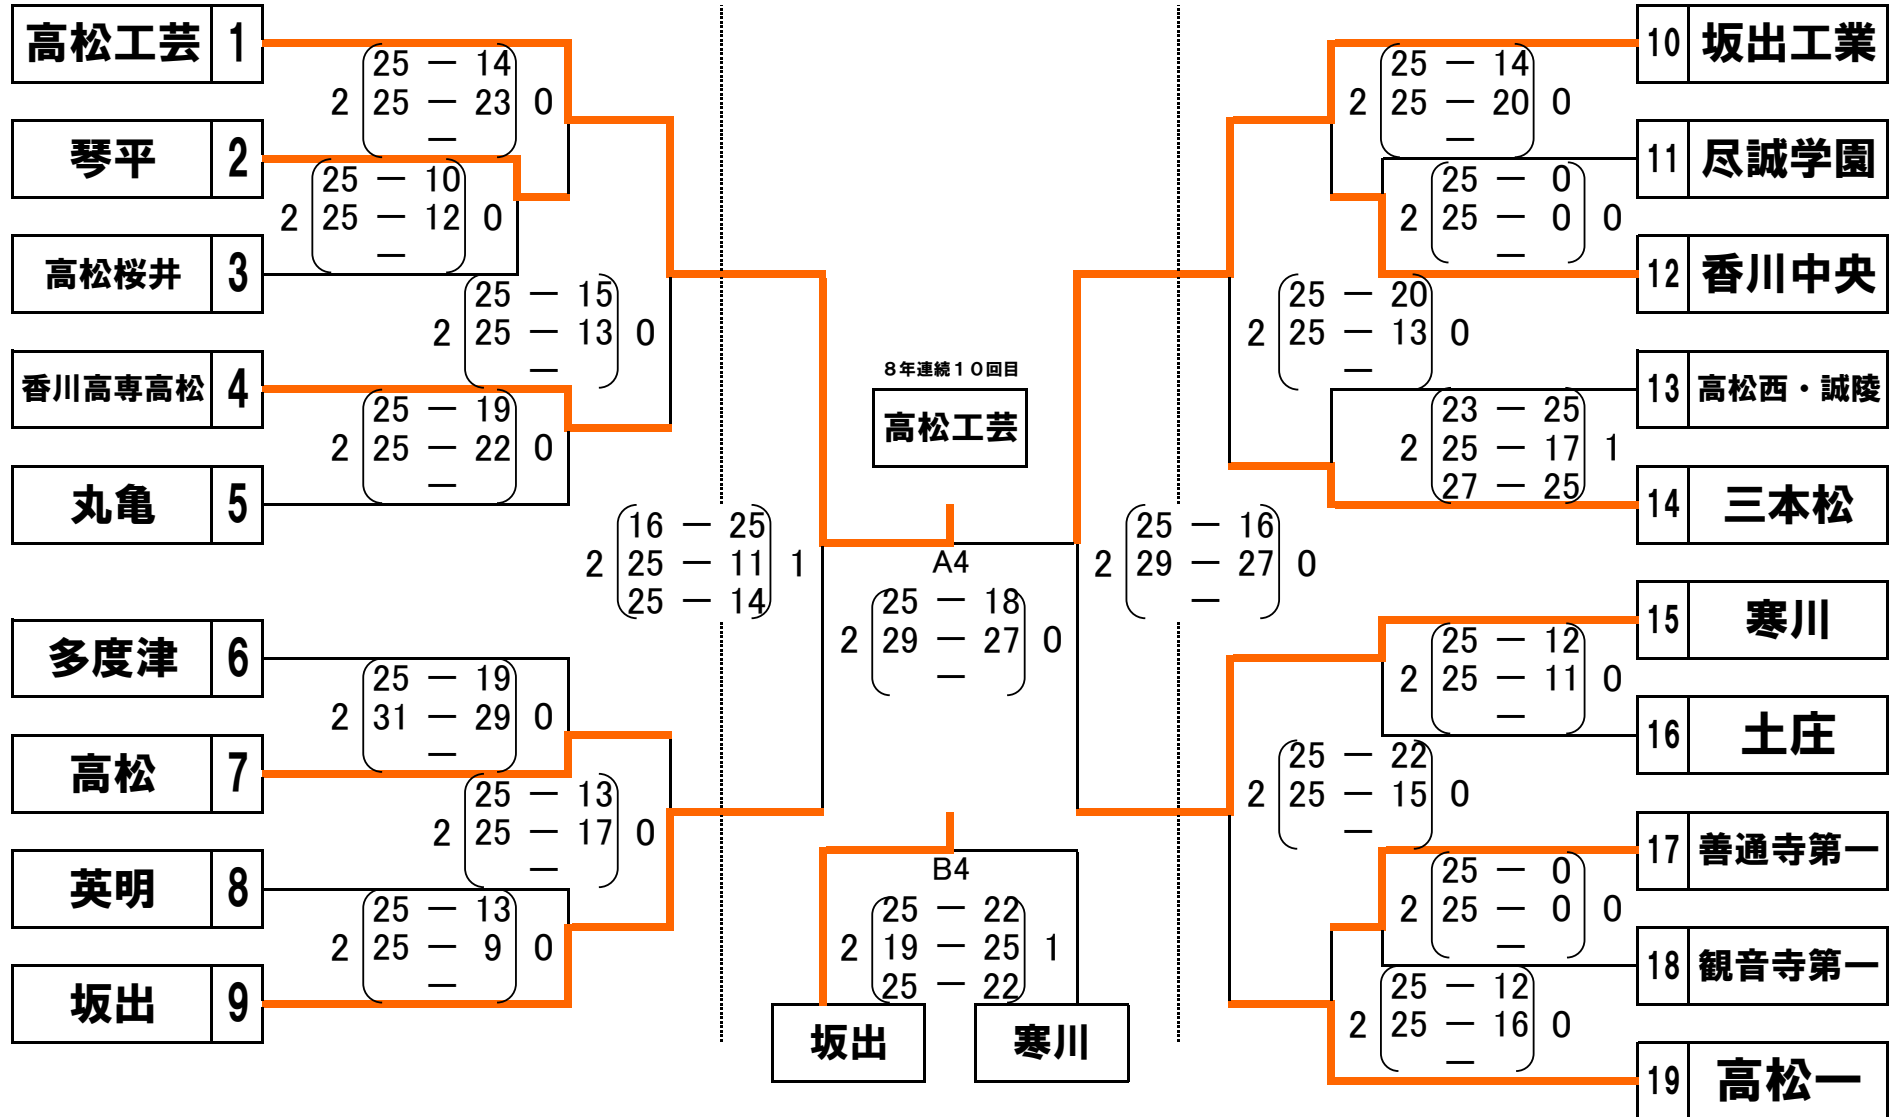 高松工芸 1
25 — 14
2 25 — 23 0
—
琴平 2
25 — 10
2 25 — 12 0
—
高松桜井 3
25 — 15
2 25 — 13 0
—
香川高専高松 4
25 — 19
2 25 — 22 0
—
丸亀 5
16 — 25
2 25 — 11 1
25 — 14
多度津 6
25 — 19
2 31 — 29 0
—
高松 7
25 — 13
2 25 — 17 0
—
英明 8
25 — 13
2 25 — 9 0
—
坂出 9
8年連続10回目
高松工芸
A4
25 — 18
2 29 — 27 0
—
B4
25 — 22
2 19 — 25 1
25 — 22
坂出
寒川
10 坂出工業
25 — 14
2 25 — 20 0
—
11 尽誠学園
25 — 0
2 25 — 0 0
—
12 香川中央
25 — 20
2 25 — 13 0
—
13 高松西・誠陵
23 — 25
2 25 — 17 1
27 — 25
14 三本松
25 — 16
2 29 — 27 0
—
15 寒川
25 — 12
2 25 — 11 0
—
16 土庄
25 — 22
2 25 — 15 0
—
17 善通寺第一
25 — 0
2 25 — 0 0
—
18 観音寺第一
25 — 12
2 25 — 16 0
—
19 高松一